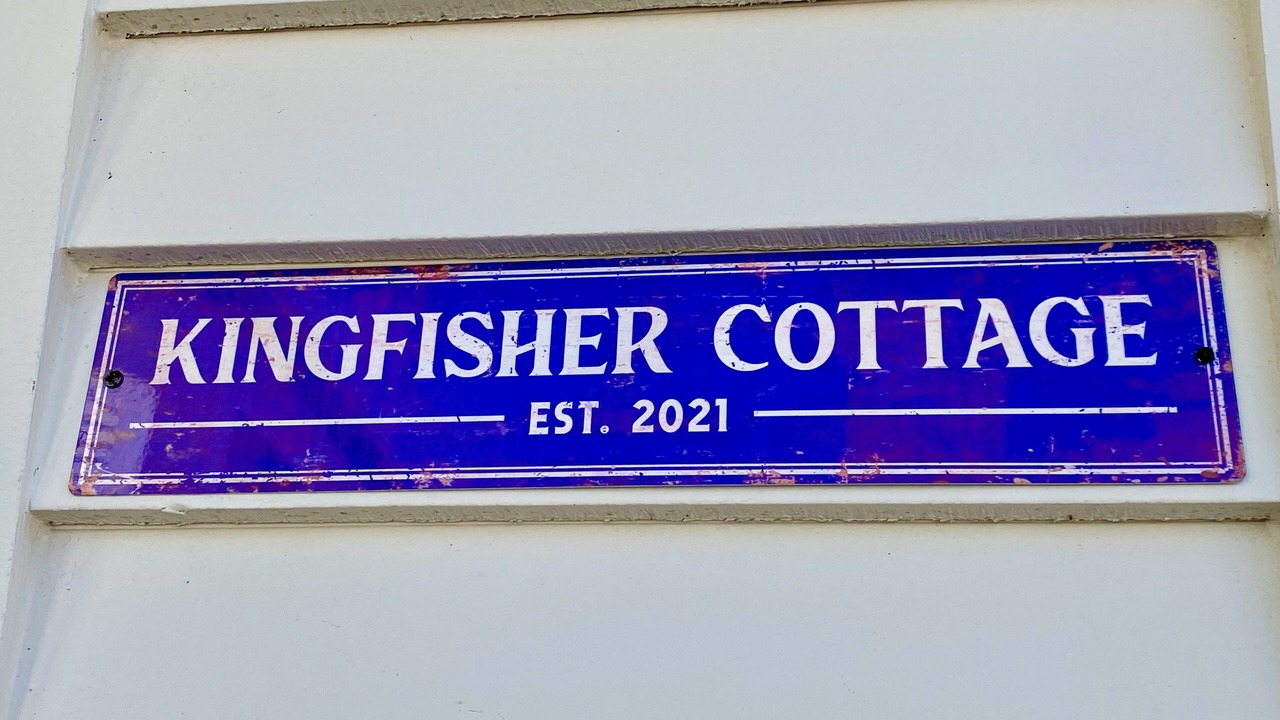 KINGFISHER COTTAGE
EST. 2021